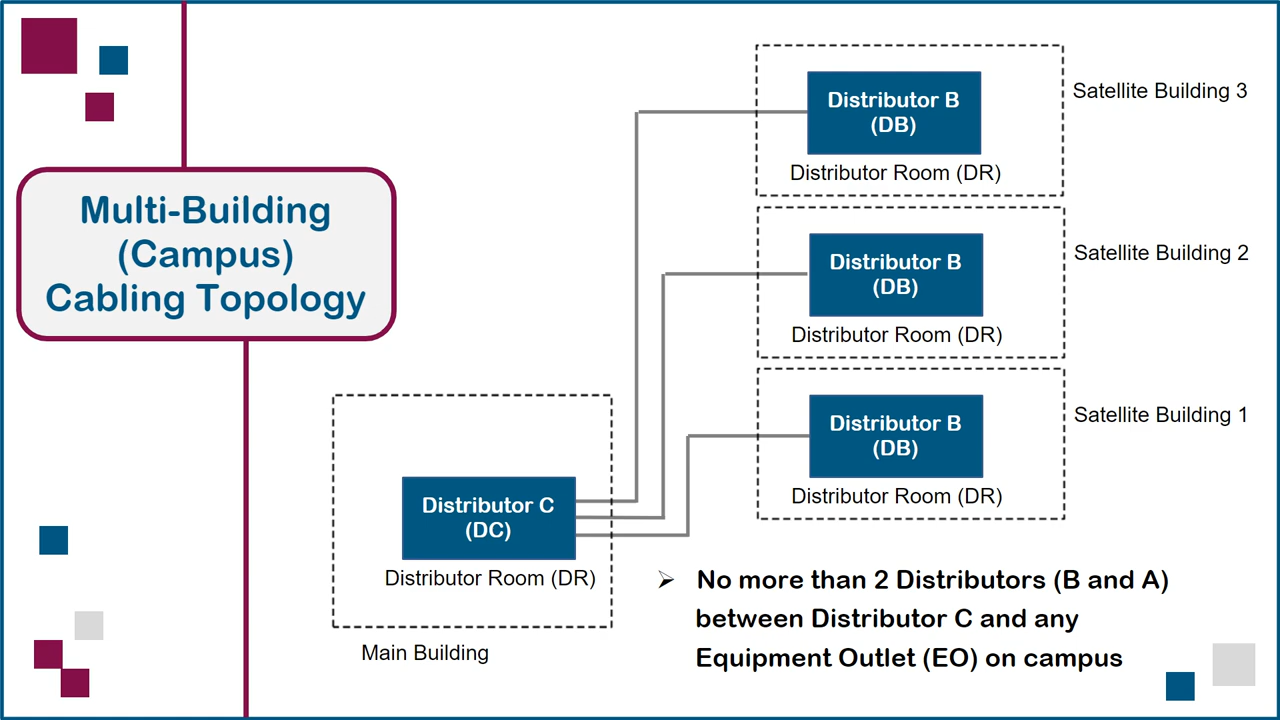 Multi-Building
(Campus)
Cabling Topology
Distributor B
(DB)
Distributor Room (DR)
Satellite Building 3
Distributor B
(DB)
Distributor Room (DR)
Satellite Building 2
Distributor B
(DB)
Distributor Room (DR)
Satellite Building 1
Distributor C
(DC)
Distributor Room (DR)
Main Building
➢ No more than 2 Distributors (B and A)
between Distributor C and any
Equipment Outlet (EO) on campus